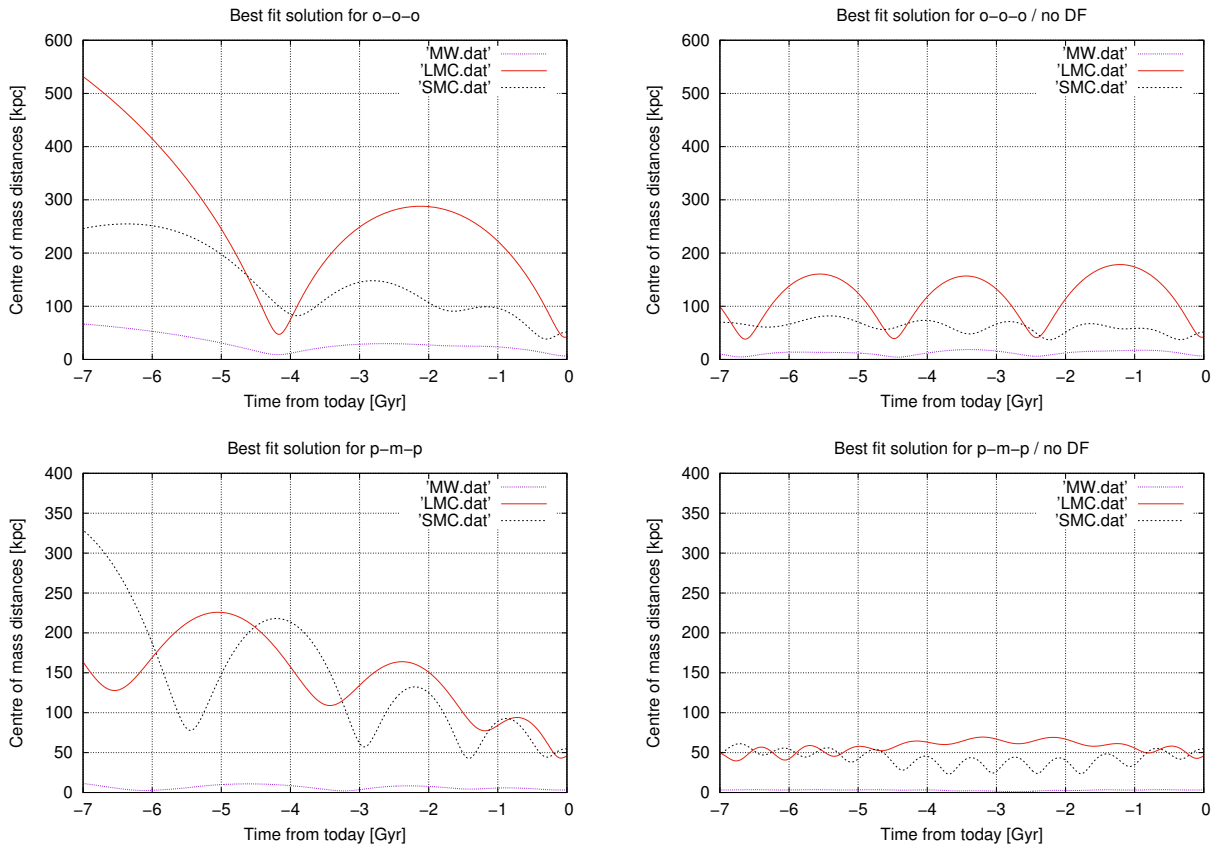 Best fit solution for o−o−o
600
500
400
300
200
100
0
−7 −6 −5 −4 −3 −2 −1 0
Centre of mass distances [kpc]
Time from today [Gyr]
'MW.dat'
'LMC.dat'
'SMC.dat'
Best fit solution for o−o−o / no DF
600
500
400
300
200
100
0
−7 −6 −5 −4 −3 −2 −1 0
Centre of mass distances [kpc]
Time from today [Gyr]
'MW.dat'
'LMC.dat'
'SMC.dat'
Best fit solution for p−m−p
400
350
300
250
200
150
100
50
0
−7 −6 −5 −4 −3 −2 −1 0
Centre of mass distances [kpc]
Time from today [Gyr]
'MW.dat'
'LMC.dat'
'SMC.dat'
Best fit solution for p−m−p / no DF
400
350
300
250
200
150
100
50
0
−7 −6 −5 −4 −3 −2 −1 0
Centre of mass distances [kpc]
Time from today [Gyr]
'MW.dat'
'LMC.dat'
'SMC.dat'